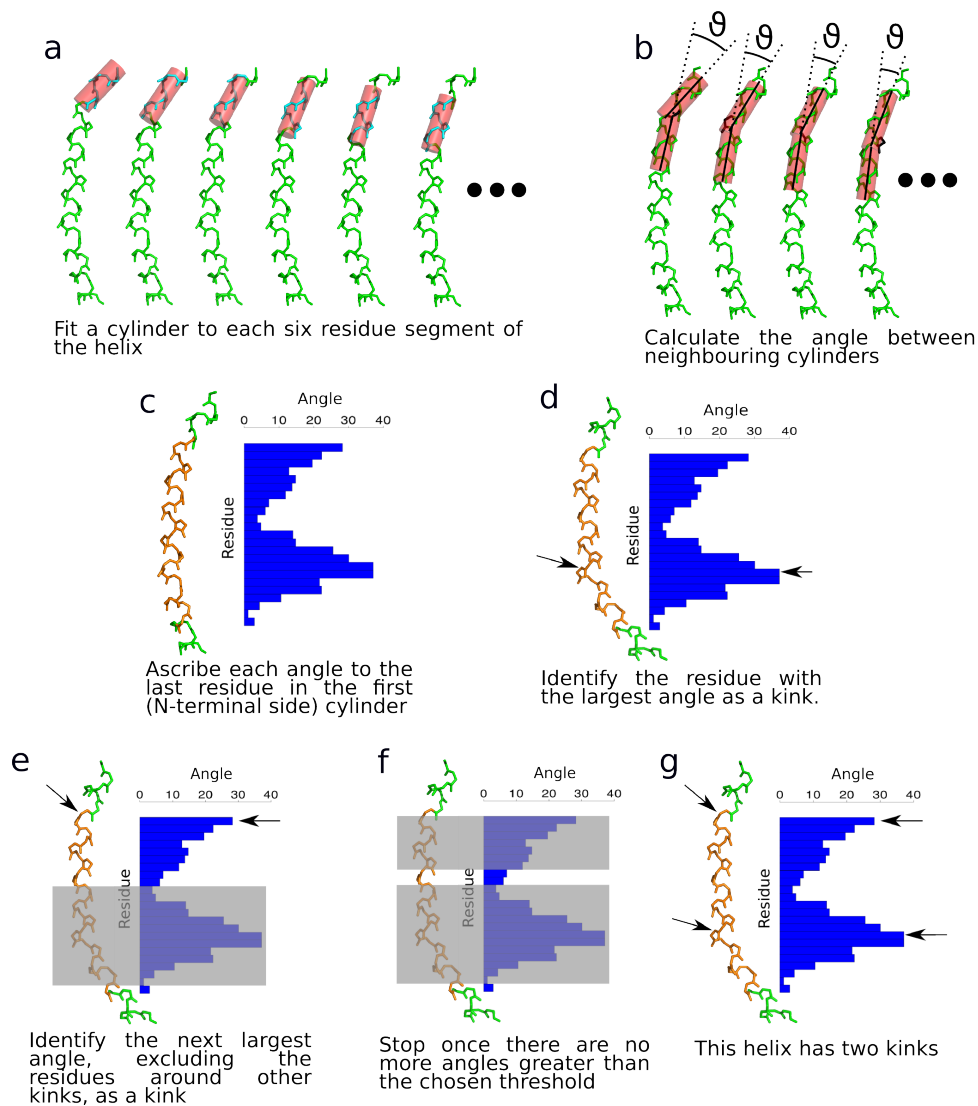 a
Fit a cylinder to each six residue segment of
the helix
b
ϑ
ϑ
ϑ
ϑ
Calculate the angle between
neighbouring cylinders
c
Angle
0 10 20 30 40
Residue
Ascribe each angle to the
last residue in the first
(N-terminal side) cylinder
d
Angle
0 10 20 30 40
Residue
Identify the residue with
the largest angle as a kink.
e
Angle
0 10 20 30 40
Residue
Identify the next largest
angle, excluding the
residues around other
kinks, as a kink
f
Angle
0 10 20 30 40
Residue
Stop once there are no
more angles greater than
the chosen threshold
g
Angle
0 10 20 30 40
Residue
This helix has two kinks